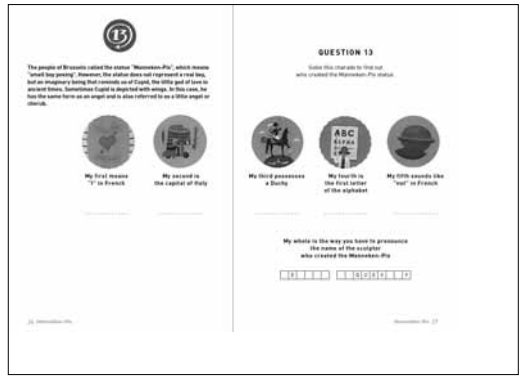 13
The people of Brussels called the statue "Manneken-Pis", which means
"small boy peeing". However, the statue does not represent a real boy,
but an imaginary being that reminds us of Cupid, the little god of love in
ancient times. Sometimes Cupid is depicted with wings. In this case, he
has the same form as an angel and is also referred to as a little angel or
cherub.
My first means
"I" in French
My second is
the capital of Italy
QUESTION 13
Solve this charade to find out
who created the Manneken-Pis statue.
ABC
My third possesses
a Duchy
My fourth is
the first letter
of the alphabet
My fifth sounds like
in French
My whole is the way you have to pronounce
the name of the sculptor
who created the Manneken-Pis
Manneken-Pis
Manneken-Pis